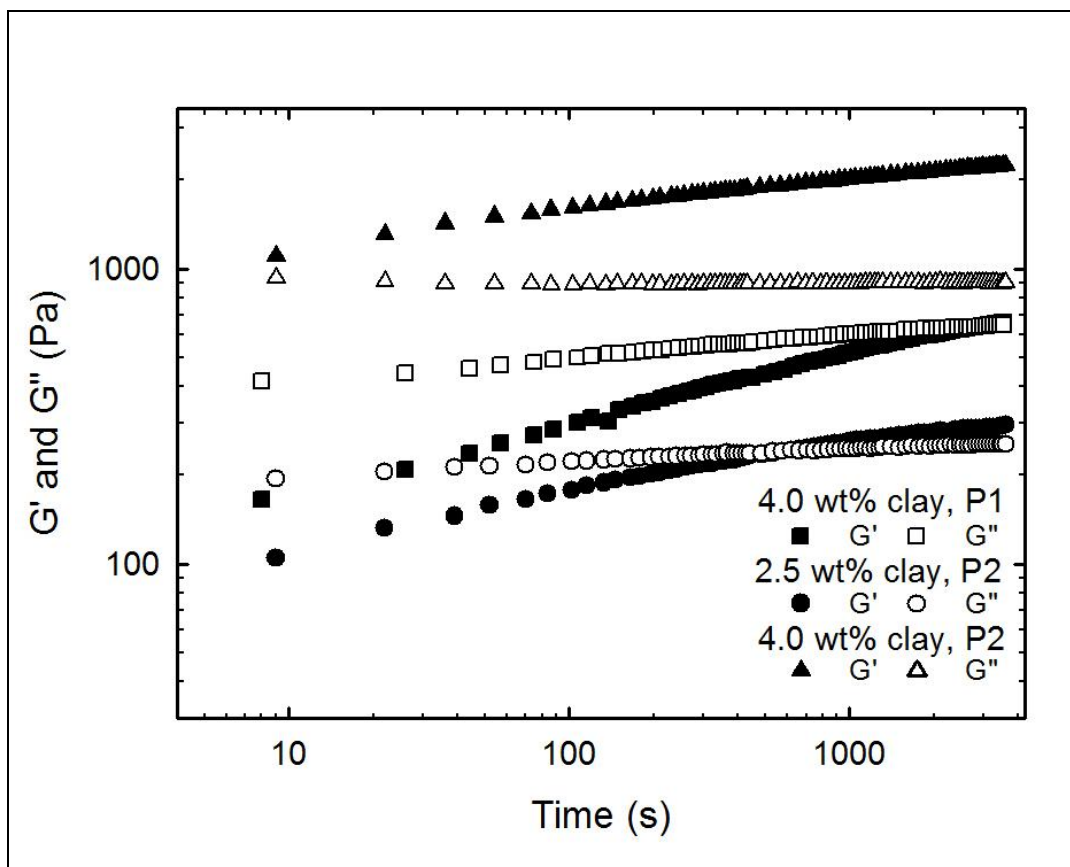 1000
100
G' and G" (Pa)
4.0 wt% clay, P1
G' G"
2.5 wt% clay, P2
G' G"
4.0 wt% clay, P2
G' G"
10 100 1000
Time (s)